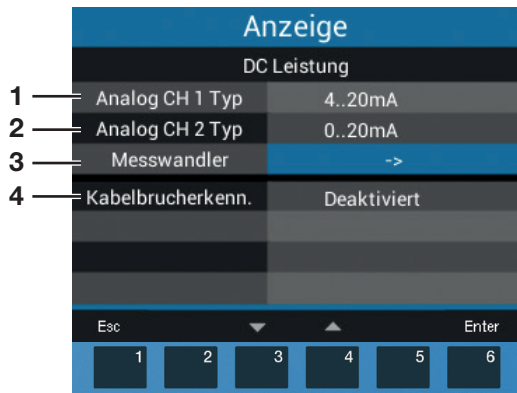 Anzeige
DC Leistung
1 Analog CH 1 Typ 4..20mA
2 Analog CH 2 Typ 0..20mA
3 Messwandler ->
4 Kabelbrucherkenn. Deaktiviert
Esc Enter
1 2 3 4 5 6